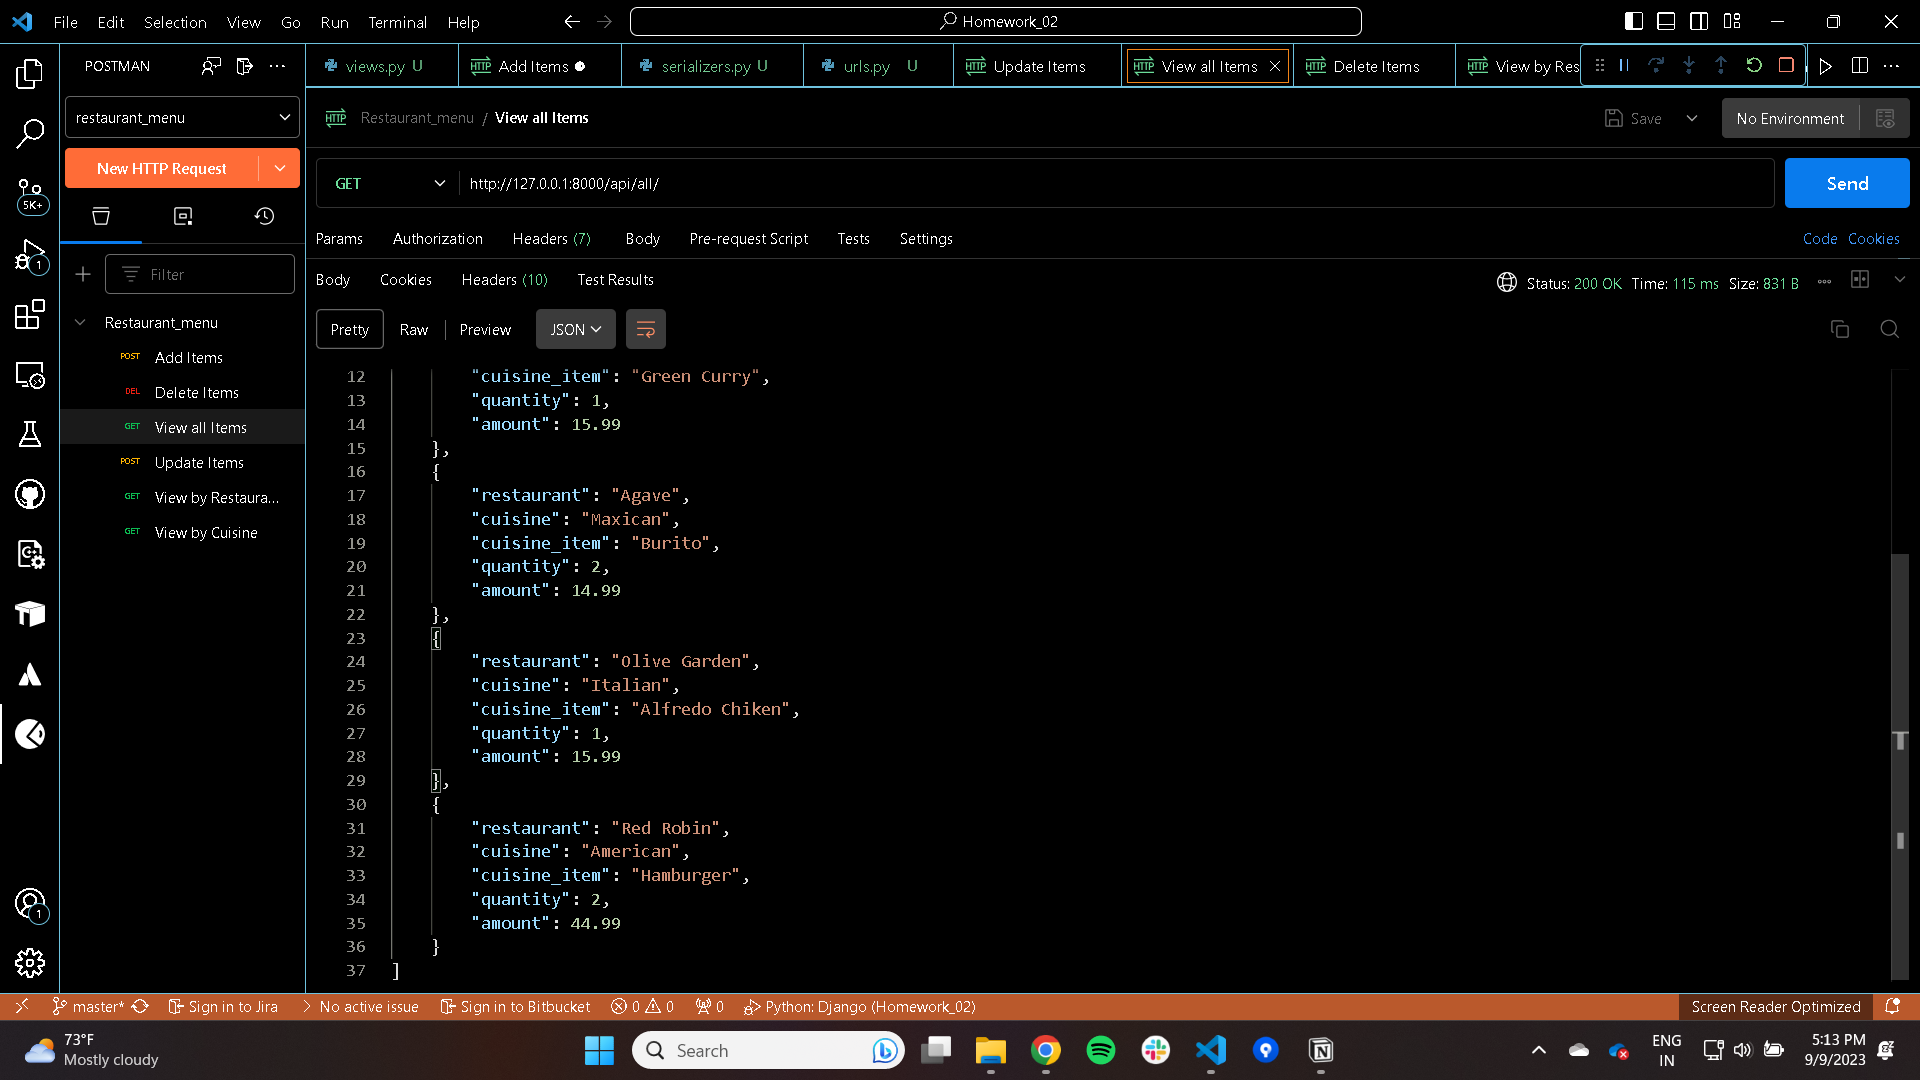 File Edit Selection View Go Run Terminal Help Homework_02
POSTMAN
views.py U Add Items serializers.py U urls.py U Update Items View all Items Delete Items View by Res
restaurant_menu
Restaurant_menu / View all Items Save No Environment
New HTTP Request
GET http://127.0.0.1:8000/api/all/ Send
5K+
Params Authorization Headers (7) Body Pre-request Script Tests Settings Code Cookies
1
Filter
Body Cookies Headers (10) Test Results Status: 200 OK Time: 115 ms Size: 831 B
Pretty Raw Preview JSON
Restaurant_menu
POST Add Items
DEL Delete Items
GET View all Items
POST Update Items
GET View by Restaura...
GET View by Cuisine
12 "cuisine_item": "Green Curry",
13 "quantity": 1,
14 "amount": 15.99
15 },
16 {
17 "restaurant": "Agave",
18 "cuisine": "Maxican",
19 "cuisine_item": "Burito",
20 "quantity": 2,
21 "amount": 14.99
22 },
23 {
24 "restaurant": "Olive Garden",
25 "cuisine": "Italian",
26 "cuisine_item": "Alfredo Chiken",
27 "quantity": 1,
28 "amount": 15.99
29 },
30 {
31 "restaurant": "Red Robin",
32 "cuisine": "American",
33 "cuisine_item": "Hamburger",
34 "quantity": 2,
35 "amount": 44.99
36 }
37 ]
1
master* Sign in to Jira No active issue Sign in to Bitbucket 0 0 0 Python: Django (Homework_02) Screen Reader Optimized
73°F
Mostly cloudy
Search
ENG
IN
5:13 PM
9/9/2023